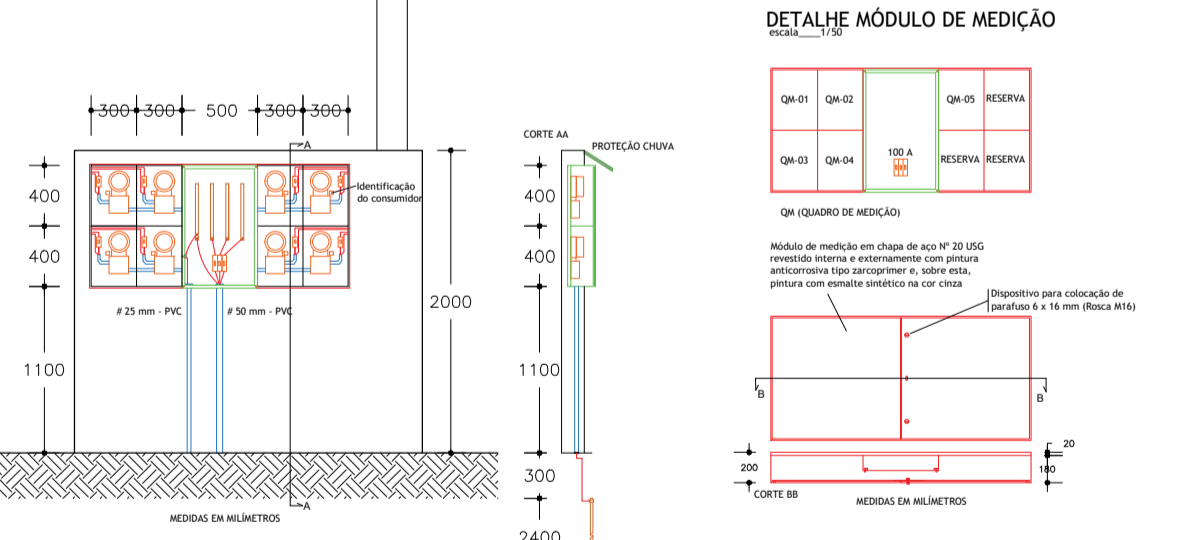 DETALHE MÓDULO DE MEDIÇÃO
escala____1/50
300 300 500 300 300
A
CORTE AA
PROTEÇÃO CHUVA
400
400
1100
Identificação
do consumidor
# 25 mm - PVC
# 50 mm - PVC
2000
A
MEDIDAS EM MILÍMETROS
400
400
1100
300
2400
QM-01 QM-02 QM-05 RESERVA
100 A
QM-03 QM-04 RESERVA RESERVA
QM (QUADRO DE MEDIÇÃO)
Módulo de medição em chapa de aço Nº 20 USG
revestido interna e externamente com pintura
anticorrosiva tipo zarcoprimer e, sobre esta,
pintura com esmalte sintético na cor cinza
Dispositivo para colocação de
parafuso 6 x 16 mm (Rosca M16)
B
B
20
200
180
CORTE BB
MEDIDAS EM MILÍMETROS